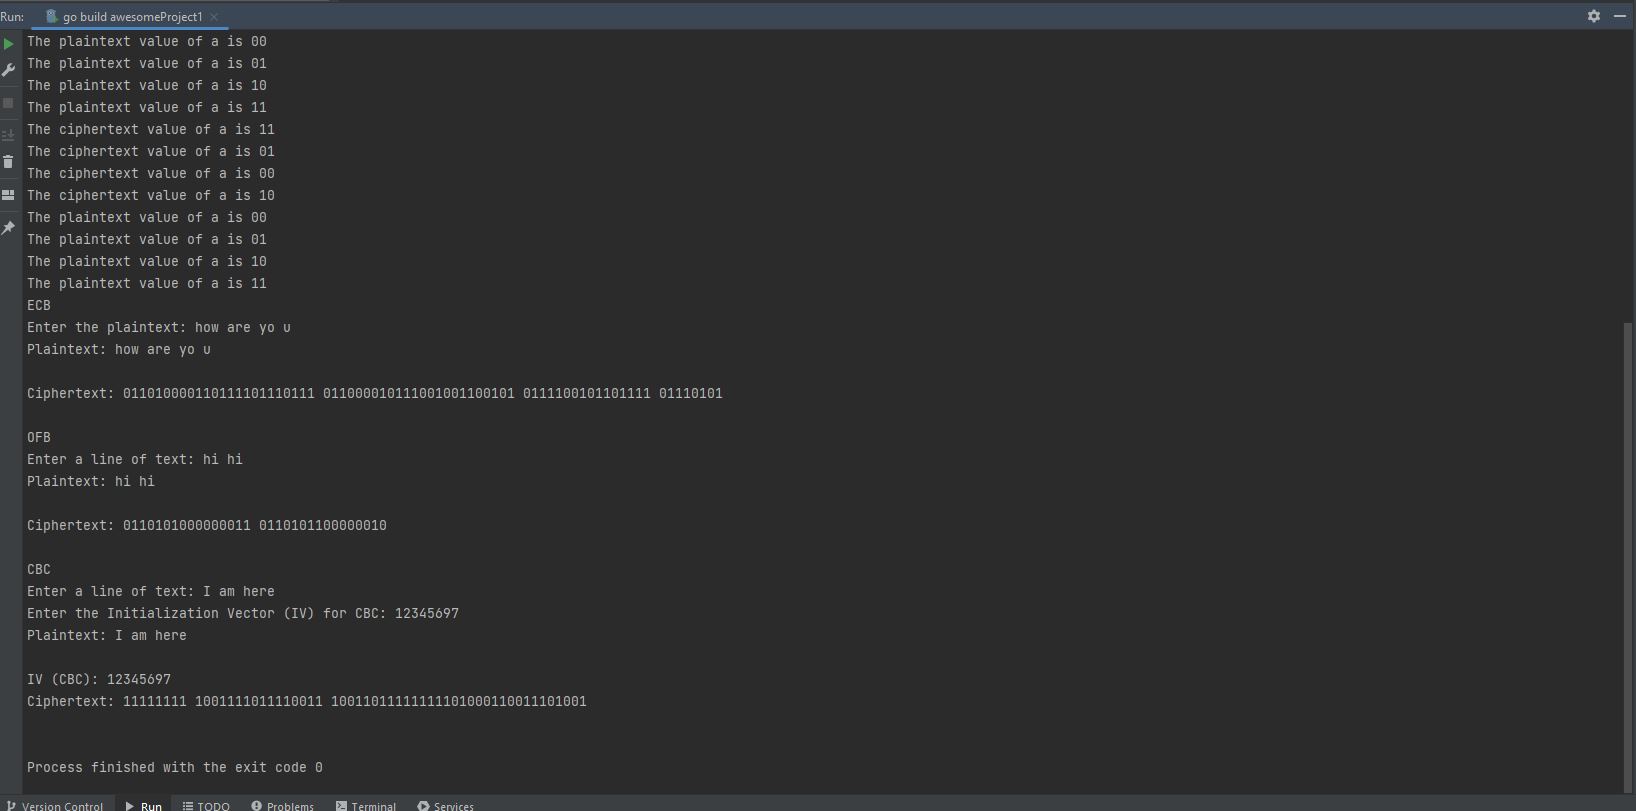 Run: go build awesomeProject1
The plaintext value of a is 00
The plaintext value of a is 01
The plaintext value of a is 10
The plaintext value of a is 11
The ciphertext value of a is 11
The ciphertext value of a is 01
The ciphertext value of a is 00
The ciphertext value of a is 10
The plaintext value of a is 00
The plaintext value of a is 01
The plaintext value of a is 10
The plaintext value of a is 11
ECB
Enter the plaintext: how are yo u
Plaintext: how are yo u
Ciphertext: 011010000110111101110111 011000010111001001100101 0111100101101111 01110101
OFB
Enter a line of text: hi hi
Plaintext: hi hi
Ciphertext: 0110101000000011 0110101100000010
CBC
Enter a line of text: I am here
Enter the Initialization Vector (IV) for CBC: 12345697
Plaintext: I am here
IV (CBC): 12345697
Ciphertext: 11111111 1001111011110011 10011011111111101000110011101001
Process finished with the exit code 0
Version Control Run TODO Problems Terminal Services